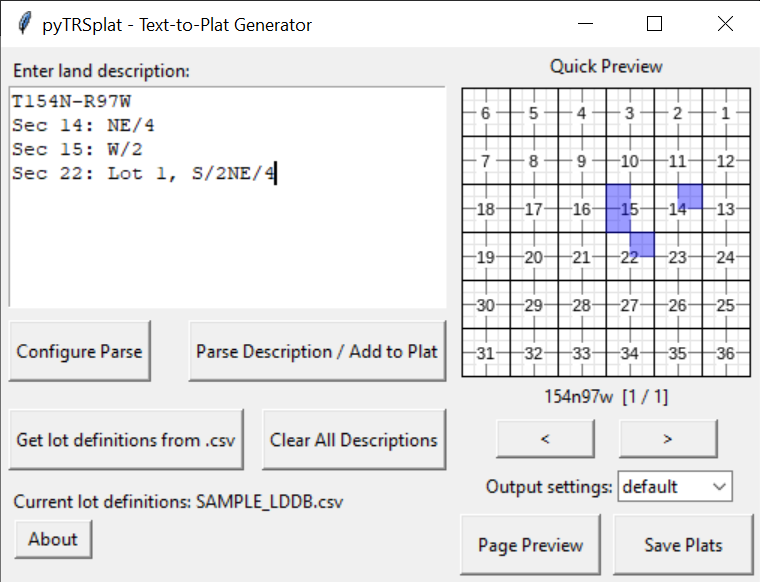 pyTRSplat - Text-to-Plat Generator
Enter land description:
T154N-R97W
Sec 14: NE/4
Sec 15: W/2
Sec 22: Lot 1, S/2NE/4
Configure Parse
Parse Description / Add to Plat
Get lot definitions from .csv
Clear All Descriptions
Current lot definitions: SAMPLE_LDDB.csv
About
Quick Preview
6 5 4 3 2 1
7 8 9 10 11 12
18 17 16 15 14 13
19 20 21 22 23 24
30 29 28 27 26 25
31 32 33 34 35 36
154n97w [1 / 1]
< >
Output settings: default
Page Preview
Save Plats